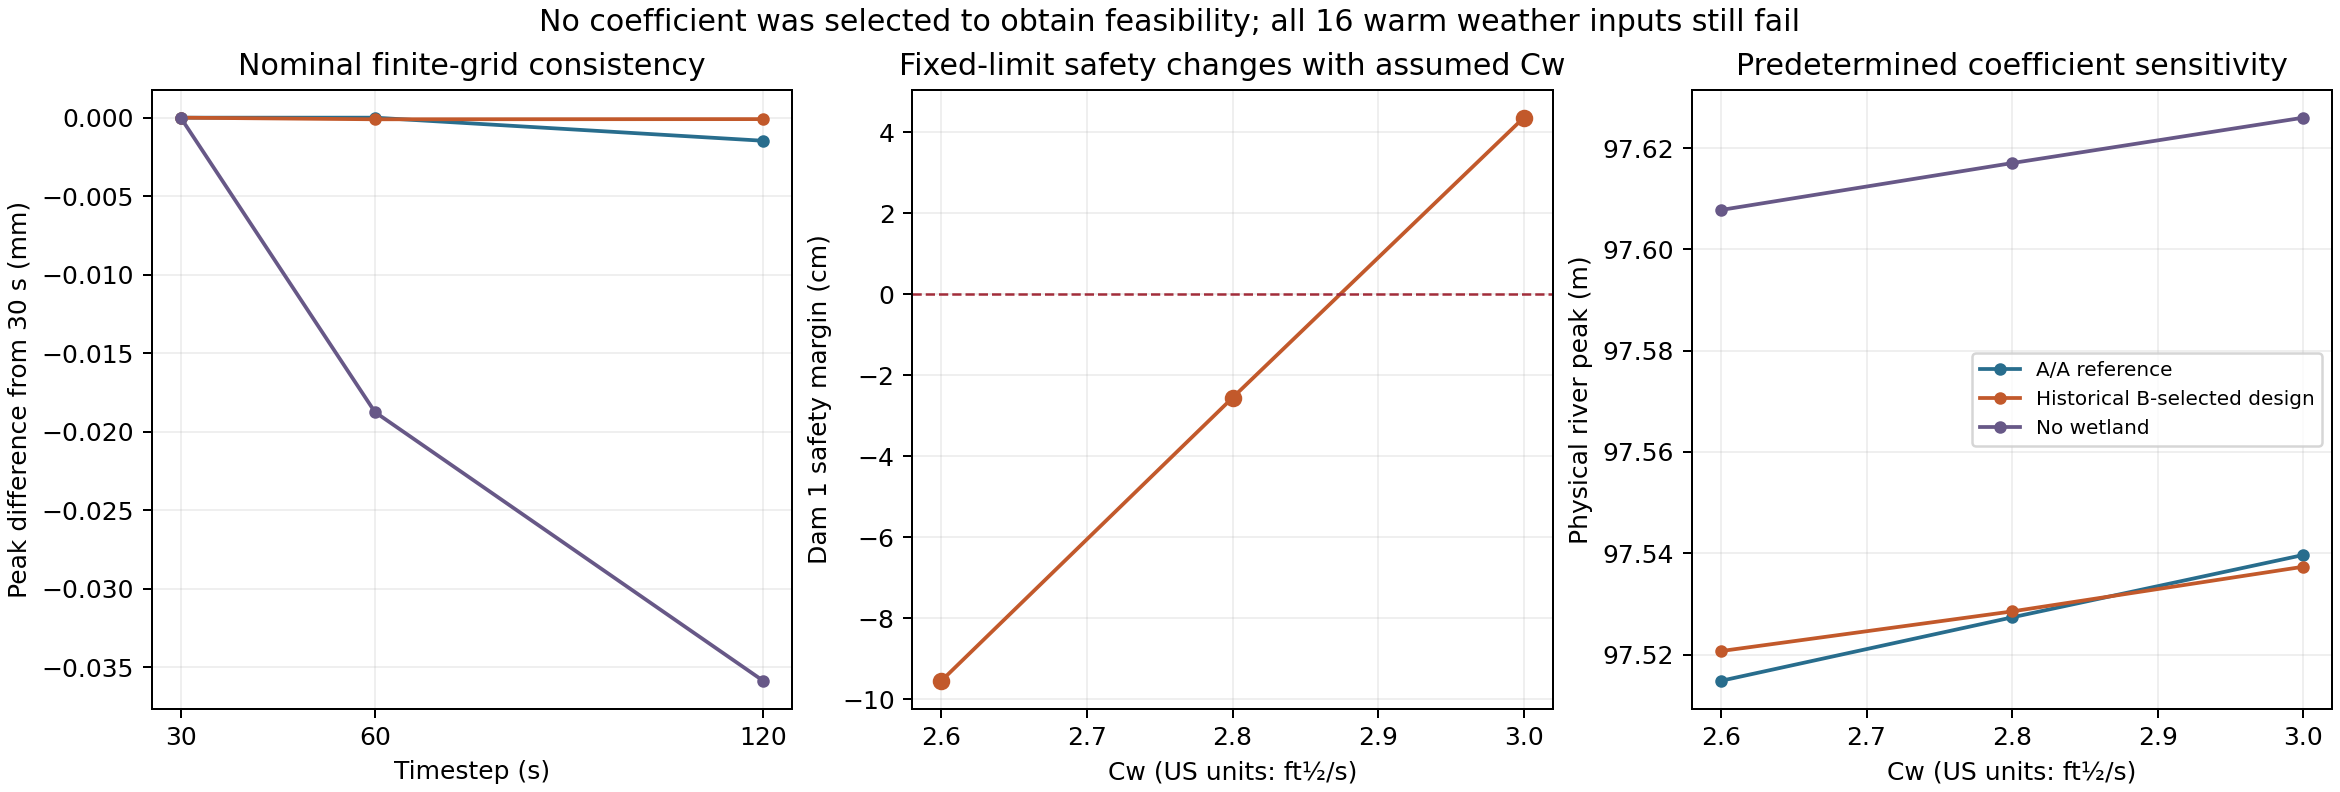 No coefficient was selected to obtain feasibility; all 16 warm weather inputs still fail
Nominal finite-grid consistency
Peak difference from 30 s (mm)
0.000
−0.005
−0.010
−0.015
−0.020
−0.025
−0.030
−0.035
30
60
120
Timestep (s)
Fixed-limit safety changes with assumed Cw
Dam 1 safety margin (cm)
4
2
0
−2
−4
−6
−8
−10
2.6
2.7
2.8
2.9
3.0
Cw (US units: ft½/s)
Predetermined coefficient sensitivity
Physical river peak (m)
97.62
97.60
97.58
97.56
97.54
97.52
A/A reference
Historical B-selected design
No wetland
2.6
2.7
2.8
2.9
3.0
Cw (US units: ft½/s)